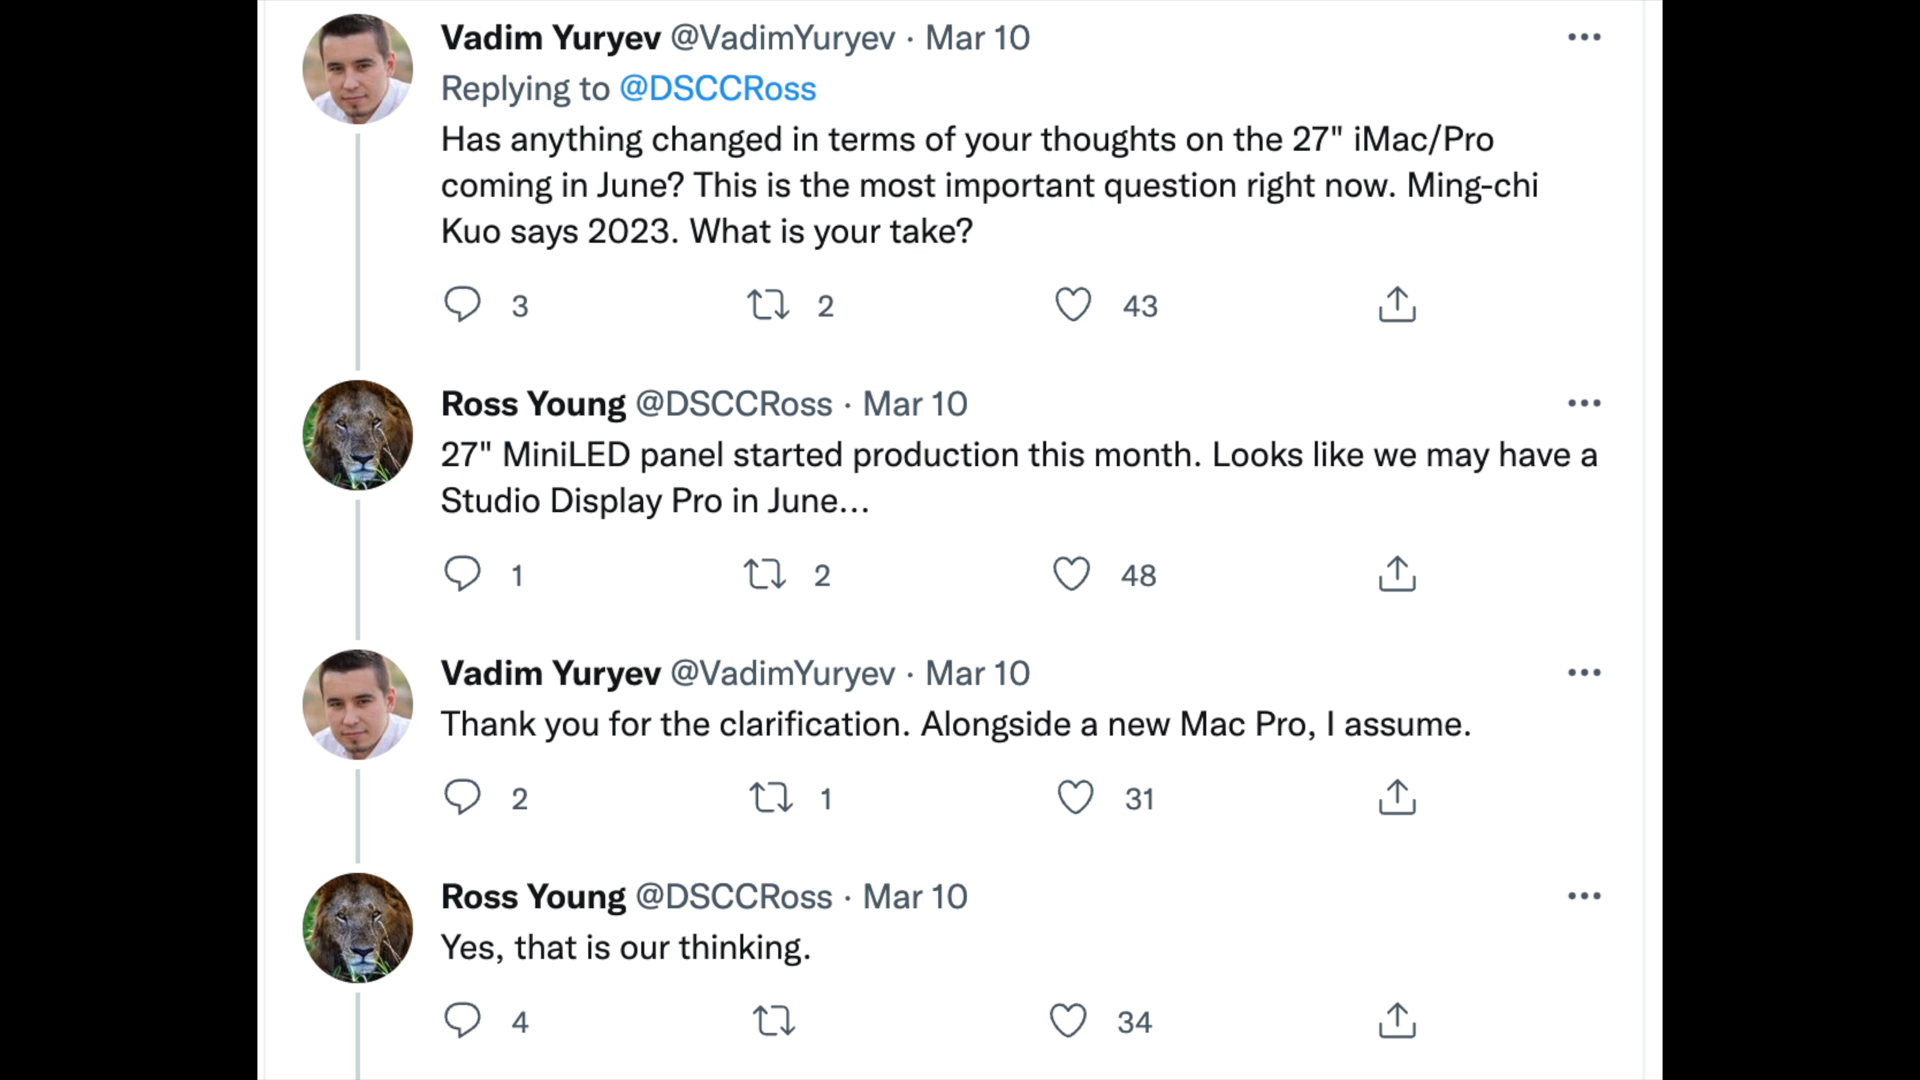 Vadim Yuryev @VadimYuryev · Mar 10
Replying to @DSCCRoss
Has anything changed in terms of your thoughts on the 27" iMac/Pro
coming in June? This is the most important question right now. Ming-chi
Kuo says 2023. What is your take?
3 2 43
Ross Young @DSCCRoss · Mar 10
27" MiniLED panel started production this month. Looks like we may have a
Studio Display Pro in June...
1 2 48
Vadim Yuryev @VadimYuryev · Mar 10
Thank you for the clarification. Alongside a new Mac Pro, I assume.
2 1 31
Ross Young @DSCCRoss · Mar 10
Yes, that is our thinking.
4 34